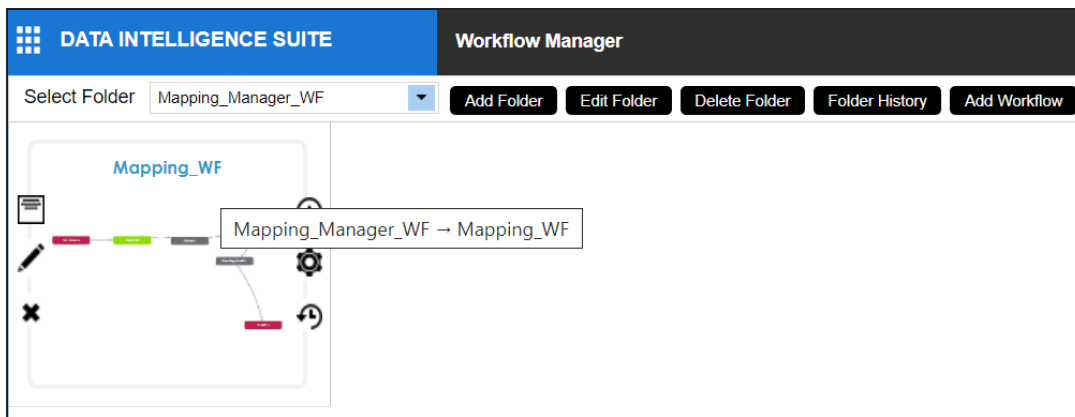 DATA INTELLIGENCE SUITE
Workflow Manager
Select Folder
Mapping_Manager_WF
Add Folder
Edit Folder
Delete Folder
Folder History
Add Workflow
Mapping_WF
Mapping_Manager_WF → Mapping_WF